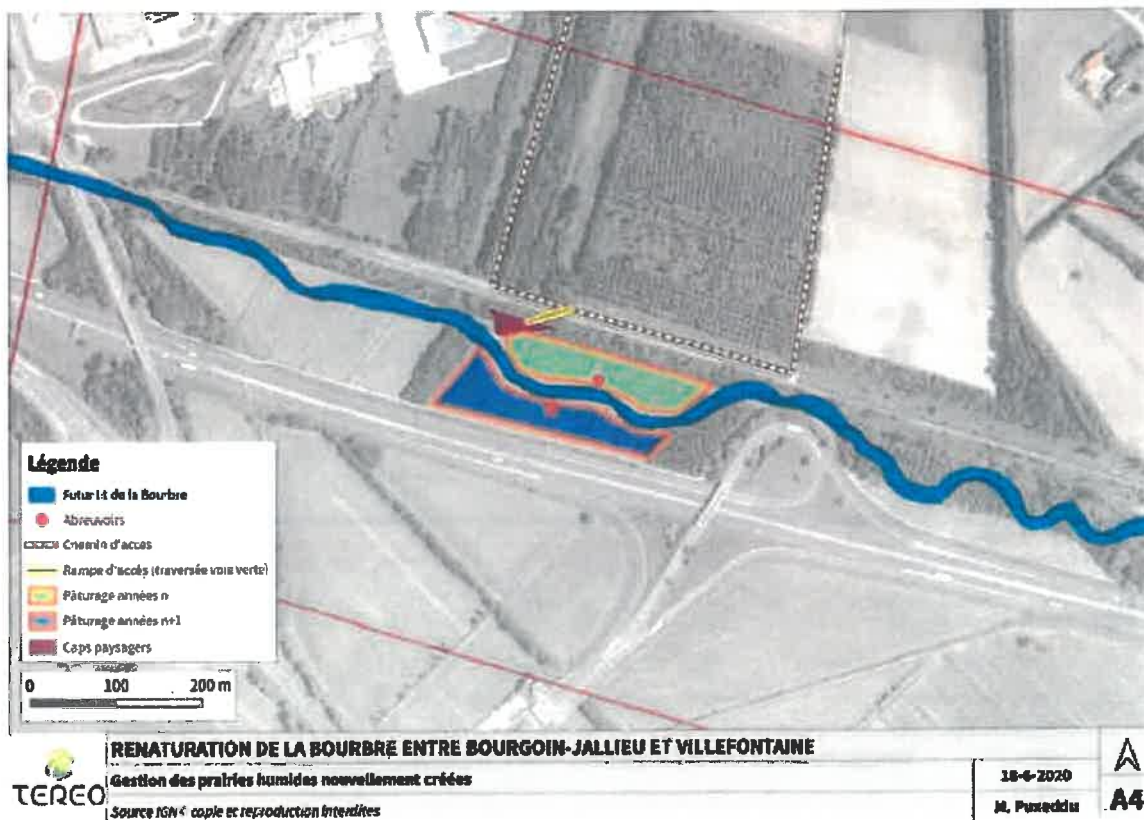 Légende
Futur lit de la Bourbre
Abreuvoirs
Chemin d'accès
Rampe d'accès (traversée voie verte)
Pâturage années n
Pâturage années n+1
Caps paysagers
0 100 200 m
TEREO
RENATURATION DE LA BOURBRE ENTRE BOURGOIN-JALLIEU ET VILLEFONTAINE
Gestion des prairies humides nouvellement créées
Source IGN © copie et reproduction interdites
18-6-2020
M. Puxeddu
A4